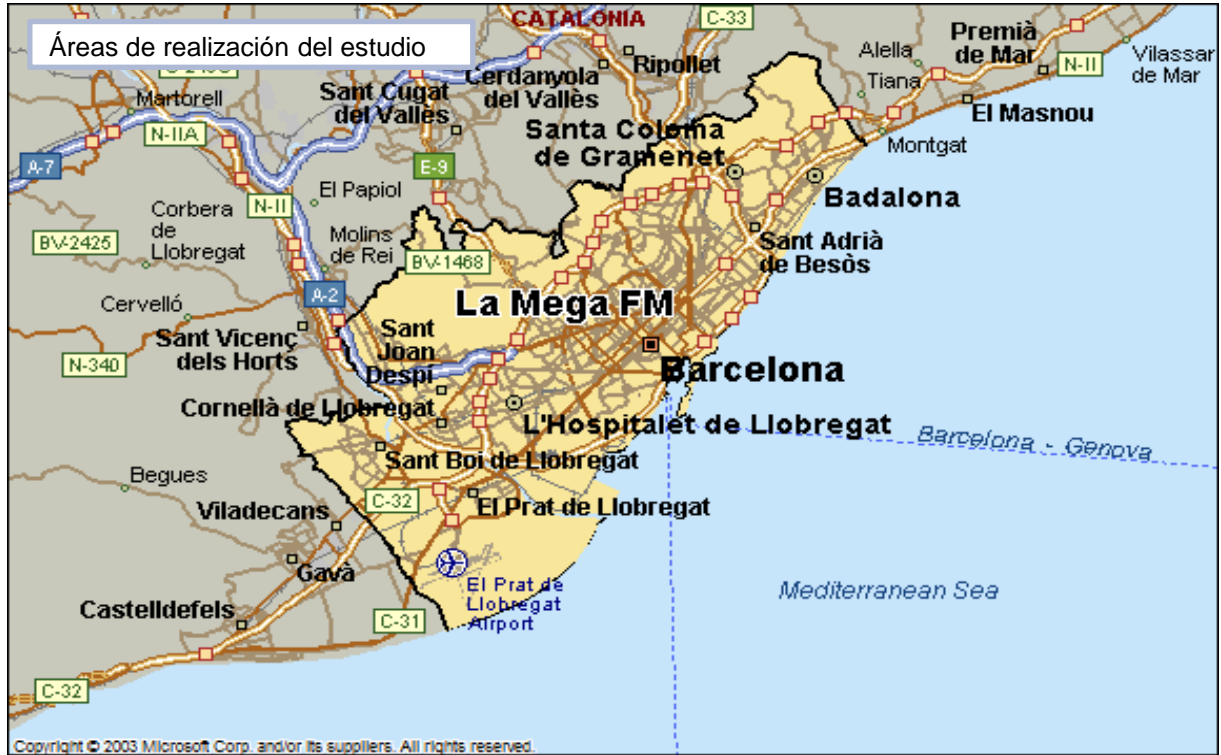 Áreas de realización del estudio
CATALONIA
C-33
Premià
de Mar
Alella
Vilassar
de Mar
N-II
Ripollet
Cerdanyola
del Vallès
Sant Cugat
del Vallès
Tiana
El Masnou
Martorell
N-IIA
Santa Coloma
de Gramenet
Montgat
A-7
E-9
El Papiol
Badalona
N-II
Corbera
de
Llobregat
BV-2425
Molins
de Rei
BV-1468
Sant Adrià
de Besòs
A-2
La Mega FM
Cervelló
Sant Vicenç
dels Horts
Sant
Joan
Despí
N-340
Barcelona
Cornellà de Llobregat
L'Hospitalet de Llobregat
Barcelona - Genova
Sant Boi de Llobregat
Begues
C-32
El Prat de Llobregat
Viladecans
Gavà
El Prat de
Llobregat
Airport
Mediterranean Sea
Castelldefels
C-31
C-32
Copyright © 2003 Microsoft Corp. and/or its suppliers. All rights reserved.